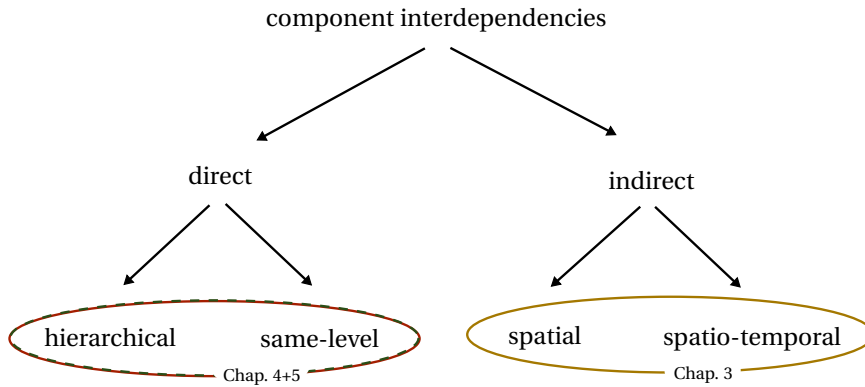 component interdependencies
direct
indirect
hierarchical same-level
spatial spatio-temporal
Chap. 4+5
Chap. 3